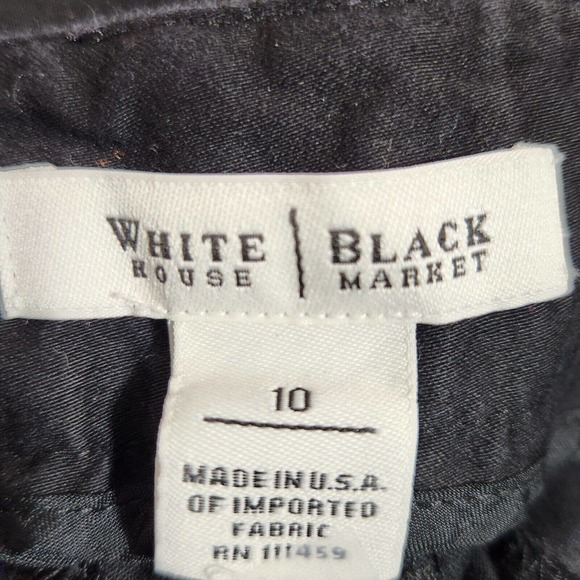 WHITE | BLACK
HOUSE | MARKET
10
MADE IN U.S.A.
OF IMPORTED
FABRIC
RN 111459